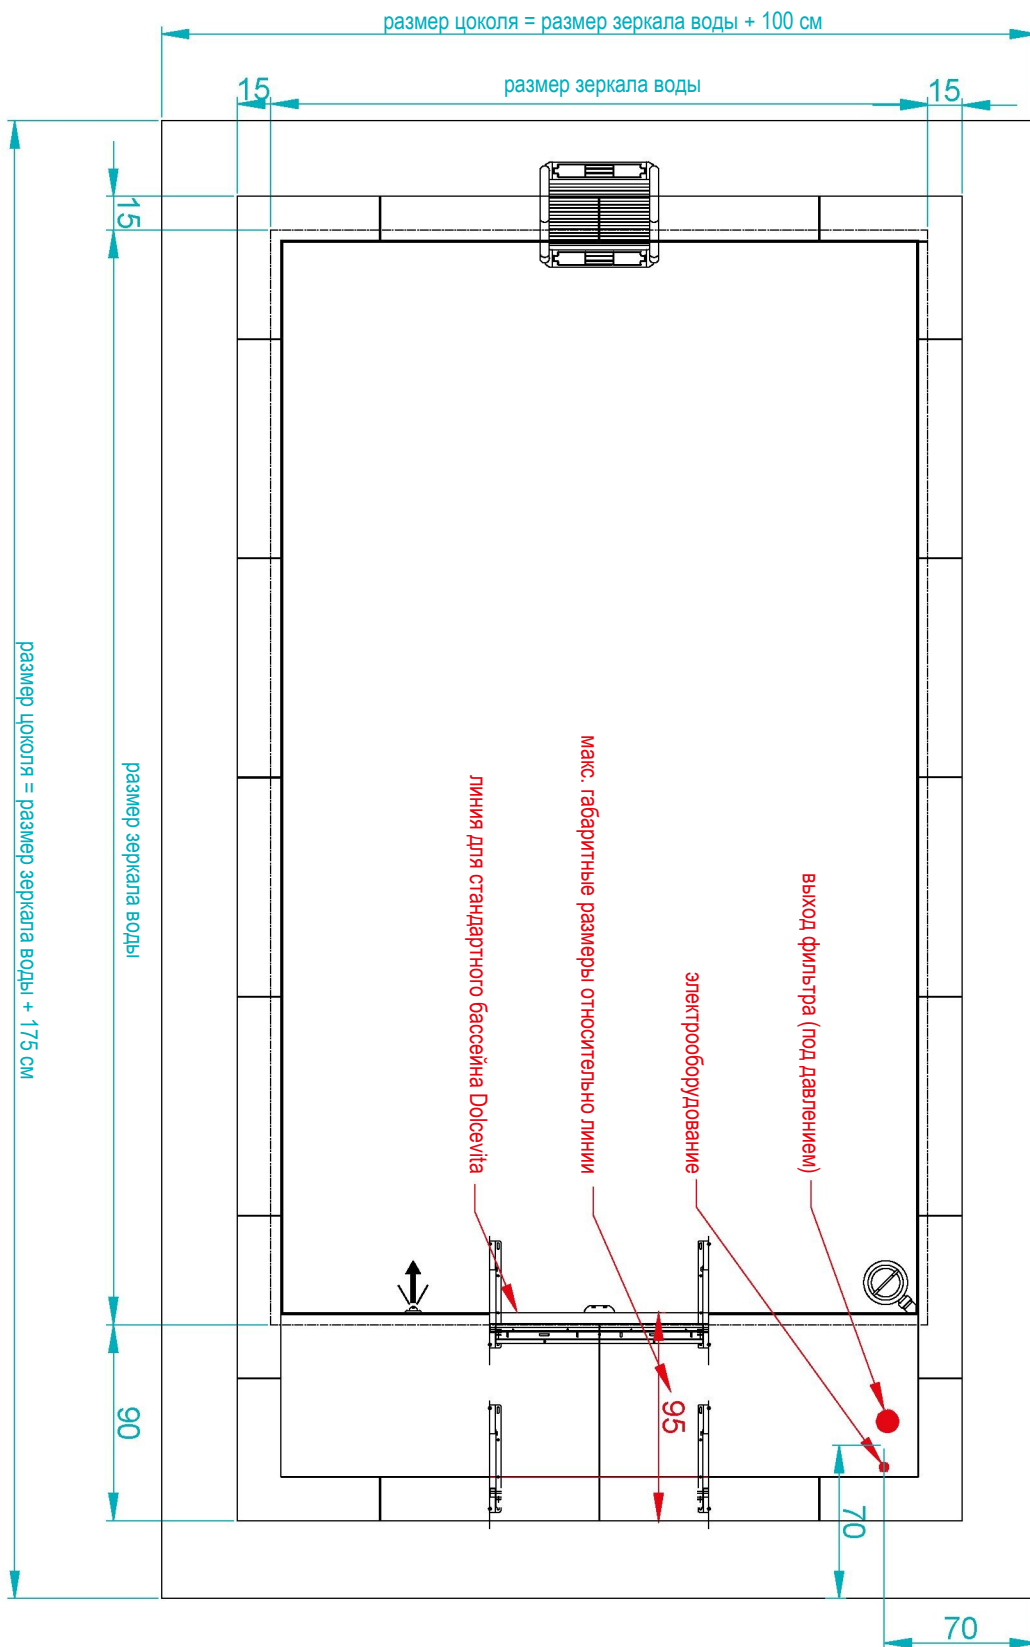 размер цоколя = размер зеркала воды + 100 см
размер зеркала воды
15
15
15
размер цоколя = размер зеркала воды + 175 см
размер зеркала воды
линия для стандартного бассейна Dolcevita
макс. габаритные размеры относительно линии
электрооборудование
выход фильтра (под давлением)
90
95
70
70